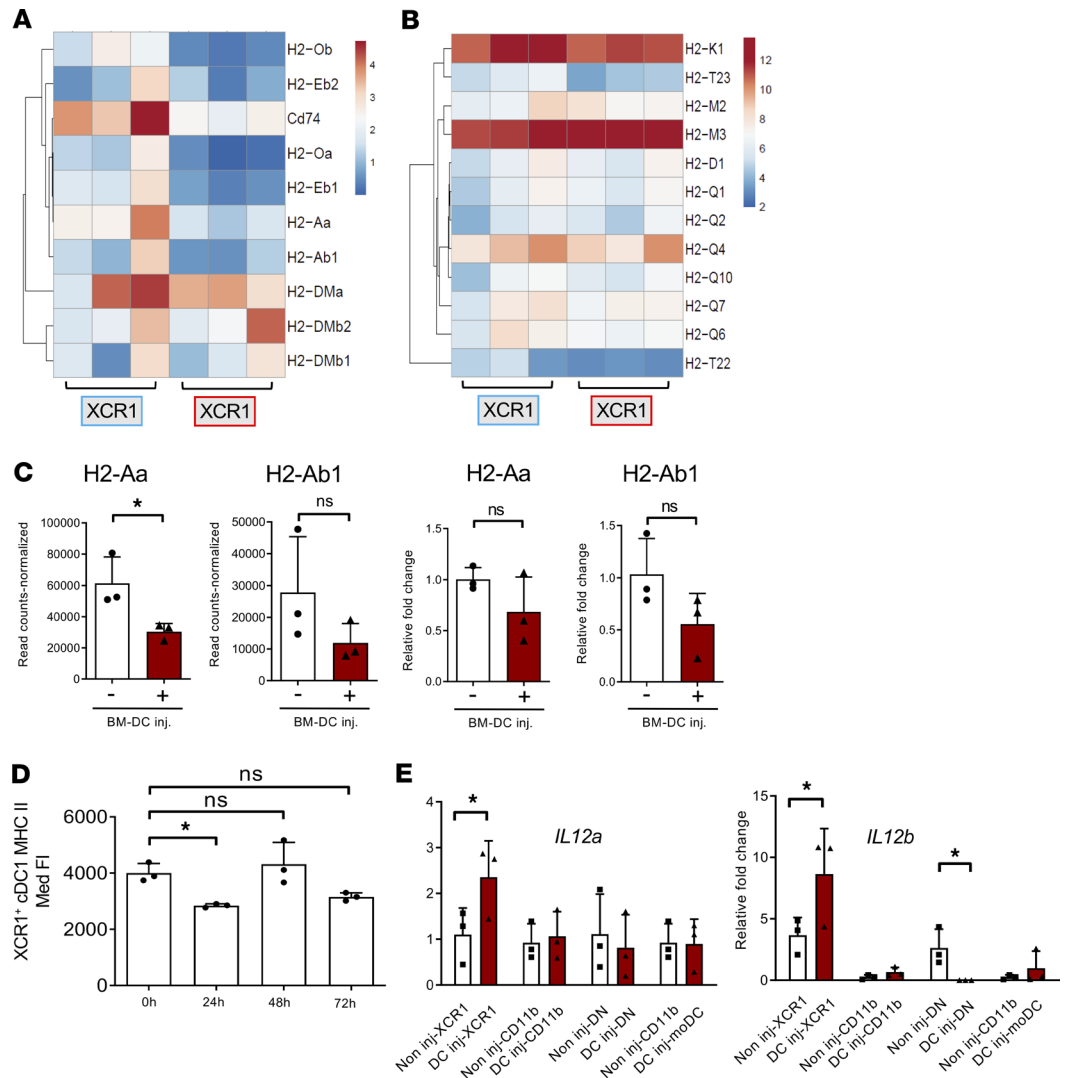 A
H2-Ob
H2-Eb2
Cd74
H2-Oa
H2-Eb1
H2-Aa
H2-Ab1
H2-DMa
H2-DMb2
H2-DMb1
4
3
2
1
XCR1
XCR1
B
H2-K1
H2-T23
H2-M2
H2-M3
H2-D1
H2-Q1
H2-Q2
H2-Q4
H2-Q10
H2-Q7
H2-Q6
H2-T22
12
10
8
6
4
2
XCR1
XCR1
C
H2-Aa
Read counts-normalized
100000
80000
60000
40000
20000
0
*
- +
BM-DC inj.
H2-Ab1
Read counts-normalized
50000
40000
30000
20000
10000
0
ns
- +
BM-DC inj.
H2-Aa
Relative fold change
1.5
1.0
0.5
0.0
ns
- +
BM-DC inj.
H2-Ab1
Relative fold change
1.5
1.0
0.5
0.0
ns
- +
BM-DC inj.
D
XCR1+ cDC1 MHC II
Med FI
6000
4000
2000
0
ns
ns
*
0h 24h 48h 72h
E
IL12a
4
3
2
1
0
*
Non inj-XCR1
DC inj-XCR1
Non inj-CD11b
DC inj-CD11b
Non inj-DN
DC inj-DN
Non inj-CD11b
DC inj-moDC
IL12b
Relative fold change
15
10
5
0
*
*
Non inj-XCR1
DC inj-XCR1
Non inj-CD11b
DC inj-CD11b
Non inj-DN
DC inj-DN
Non inj-CD11b
DC inj-moDC